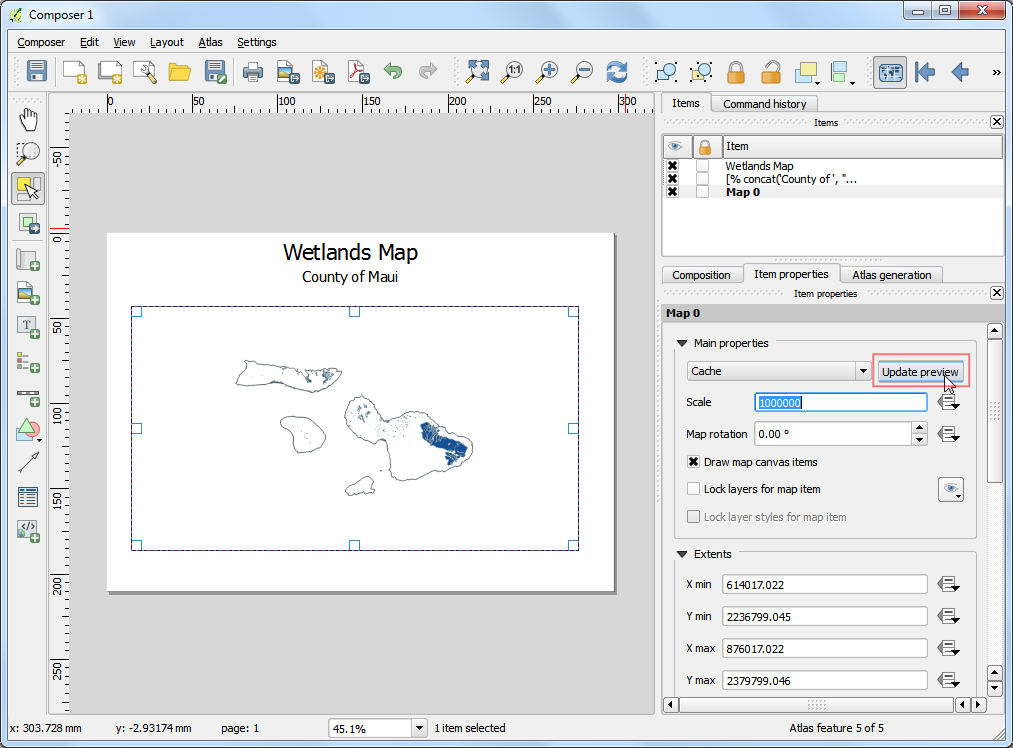 Composer 1
Composer Edit View Layout Atlas Settings
1:1
»
0 50 100 150 200 250 300
Items Command history
Items
Item
Wetlands Map
[% concat('County of ', "...
Map 0
-50
0
50
100
150
200
250
Wetlands Map
County of Maui
Composition Item properties Atlas generation
Item properties
Map 0
Main properties
Cache Update preview
Scale 1000000
Map rotation 0.00 °
Draw map canvas items
Lock layers for map item
Lock layer styles for map item
Extents
X min 614017.022
Y min 2236799.045
X max 876017.022
Y max 2379799.046
x: 303.728 mm y: -2.93174 mm page: 1 45.1% 1 item selected Atlas feature 5 of 5